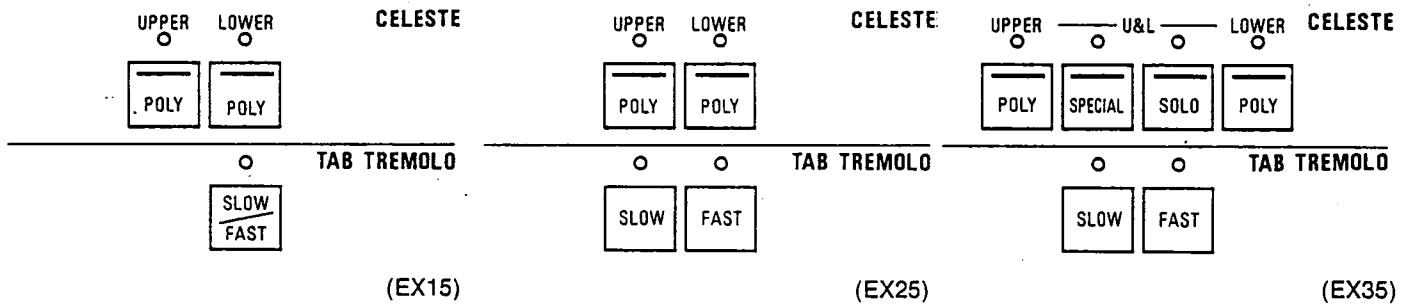 UPPER LOWER CELESTE
POLY POLY
TAB TREMOLO
SLOW
FAST
(EX15)
UPPER LOWER CELESTE
POLY POLY
TAB TREMOLO
SLOW FAST
(EX25)
UPPER U&L LOWER CELESTE
POLY SPECIAL SOLO POLY
TAB TREMOLO
SLOW FAST
(EX35)